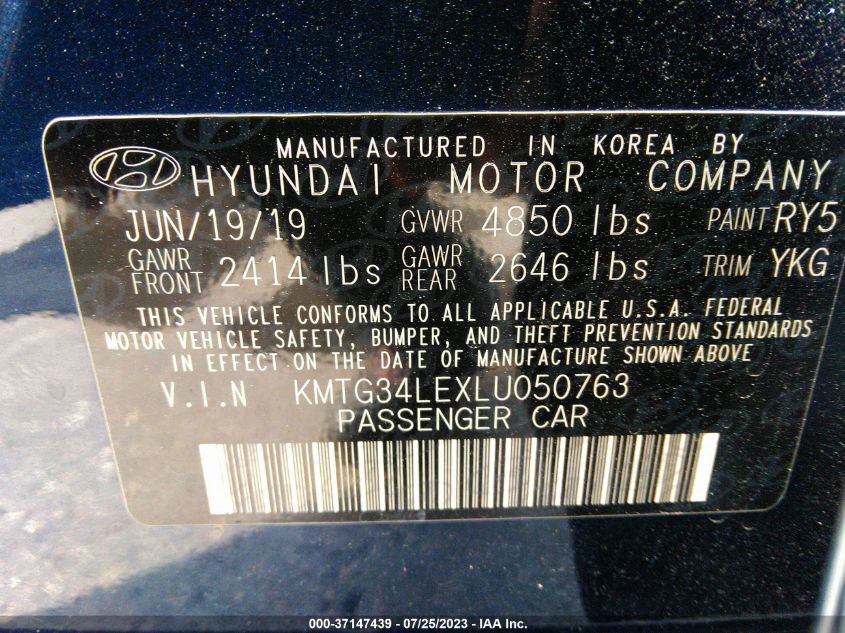 MANUFACTURED IN KOREA BY
HYUNDAI MOTOR COMPANY
JUN/19/19 GVWR 4850 lbs PAINT RY5
GAWR FRONT 2414 lbs GAWR REAR 2646 lbs TRIM YKG
THIS VEHICLE CONFORMS TO ALL APPLICABLE U.S.A. FEDERAL
MOTOR VEHICLE SAFETY, BUMPER, AND THEFT PREVENTION STANDARDS
IN EFFECT ON THE DATE OF MANUFACTURE SHOWN ABOVE
V.I.N KMTG34LEXLU050763
PASSENGER CAR
000-37147439 - 07/25/2023 - IAA Inc.